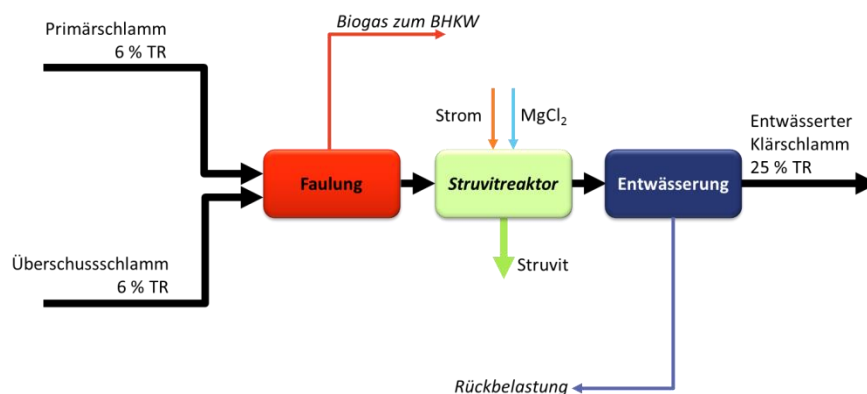 Biogas zum BHKW
Primärschlamm
6 % TR
Strom
MgCl₂
Entwässerter
Klärschlamm
25 % TR
Faulung
Struvitreaktor
Entwässerung
Überschussschlamm
6 % TR
Struvit
Rückbelastung